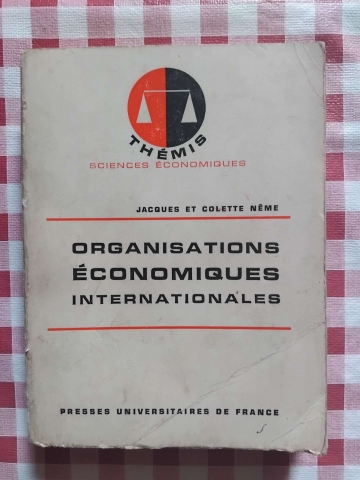 THÉMIS
SCIENCES ÉCONOMIQUES
JACQUES ET COLETTE NÊME
ORGANISATIONS
ÉCONOMIQUES
INTERNATIONALES
PRESSES UNIVERSITAIRES DE FRANCE